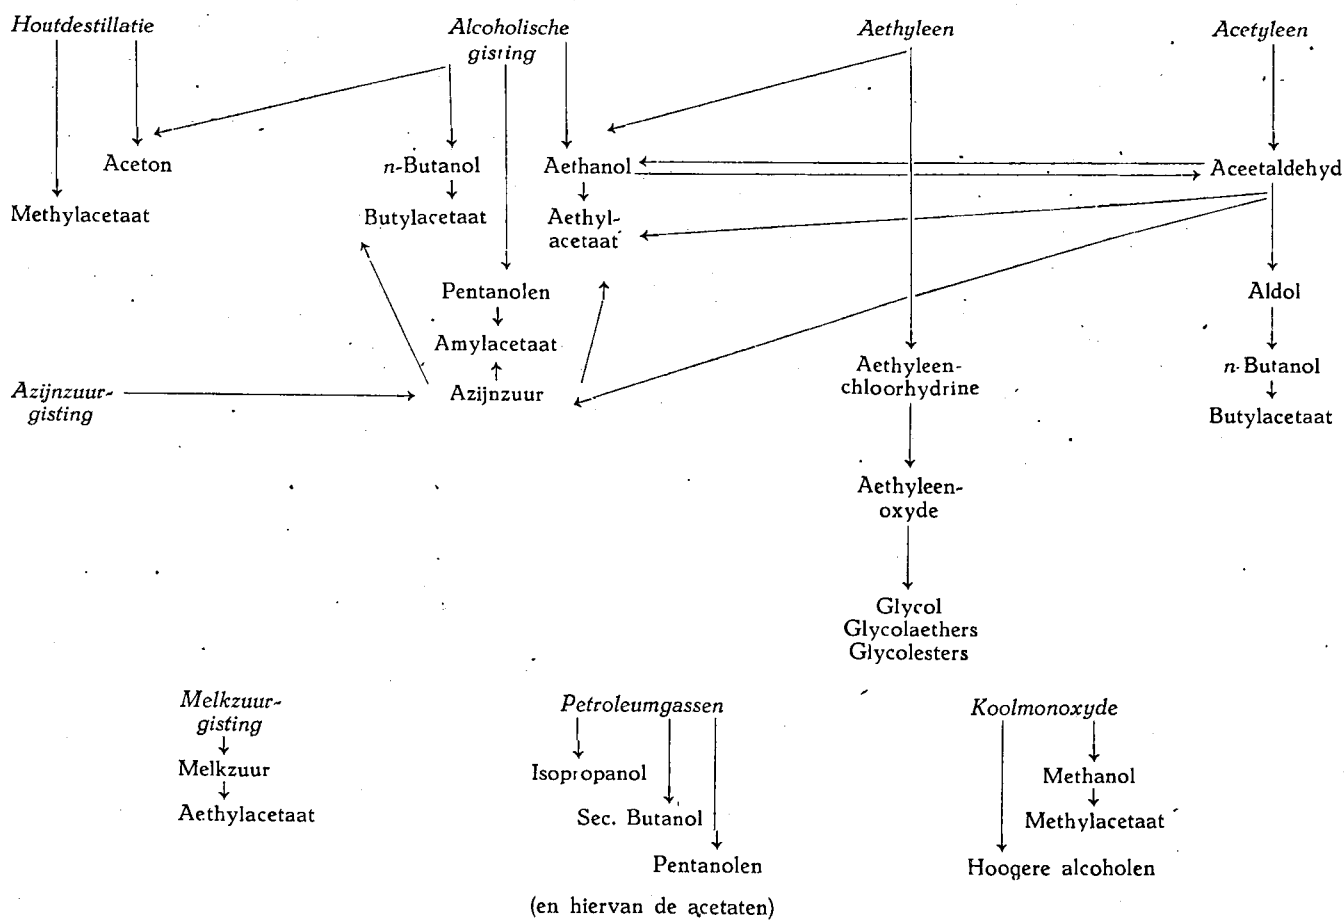 Houtdestillatie
Alcoholische
gisting
Aethyleen
Acetyleen
Aceton
n-Butanol
Aethanol
Aceetaldehyd
Methylacetaat
Butylacetaat
Aethyl-
acetaat
Pentanolen
Aldol
Amylacetaat
Azijnzuur-
gisting
Azijnzuur
Aethyleen-
chloorhydrine
n-Butanol
Butylacetaat
Aethyleen-
oxyde
Glycol
Glycolaethers
Glycolesters
Melkzuur-
gisting
Melkzuur
Aethylacetaat
Petroleumgassen
Isopropanol
Sec. Butanol
Pentanolen
(en hiervan de acetaten)
Koolmonoxyde
Methanol
Methylacetaat
Hoogere alcoholen